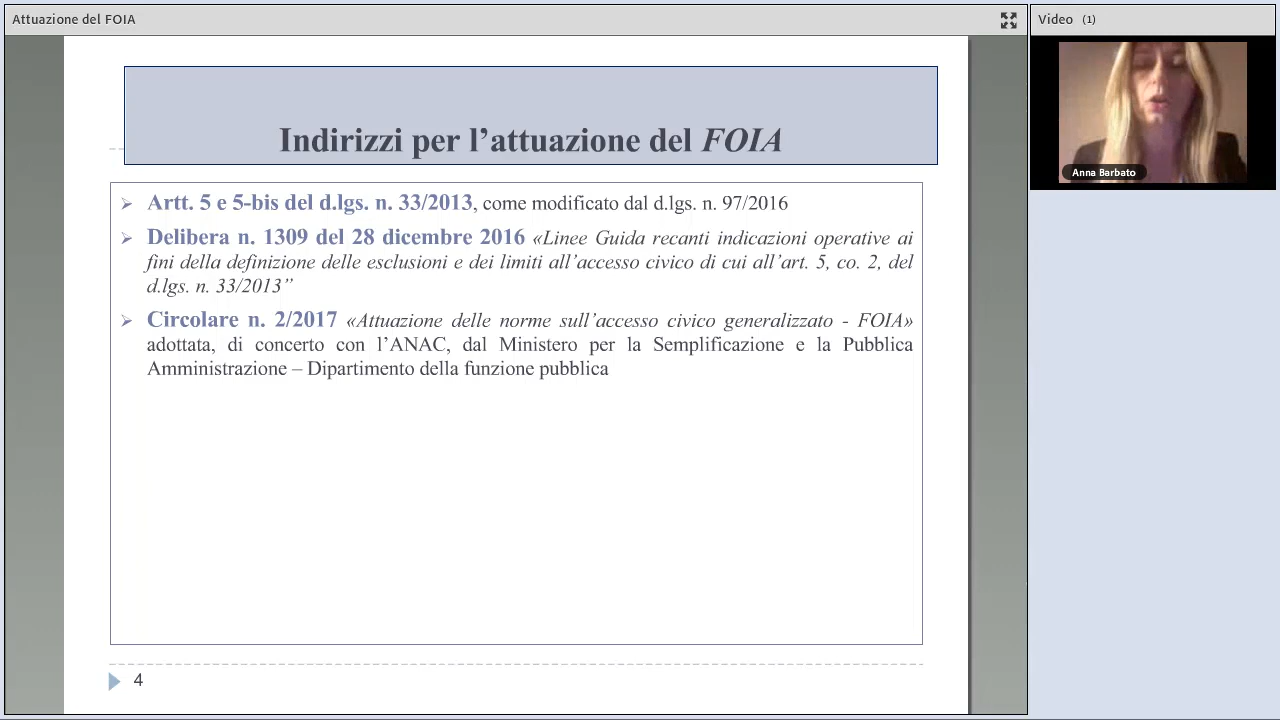 Attuazione del FOIA
Video (1)
Anna Barbato
Indirizzi per l’attuazione del FOIA
Artt. 5 e 5-bis del d.lgs. n. 33/2013, come modificato dal d.lgs. n. 97/2016
Delibera n. 1309 del 28 dicembre 2016 «Linee Guida recanti indicazioni operative ai
fini della definizione delle esclusioni e dei limiti all’accesso civico di cui all’art. 5, co. 2, del
d.lgs. n. 33/2013”
Circolare n. 2/2017 «Attuazione delle norme sull’accesso civico generalizzato - FOIA»
adottata, di concerto con l’ANAC, dal Ministero per la Semplificazione e la Pubblica
Amministrazione – Dipartimento della funzione pubblica
4